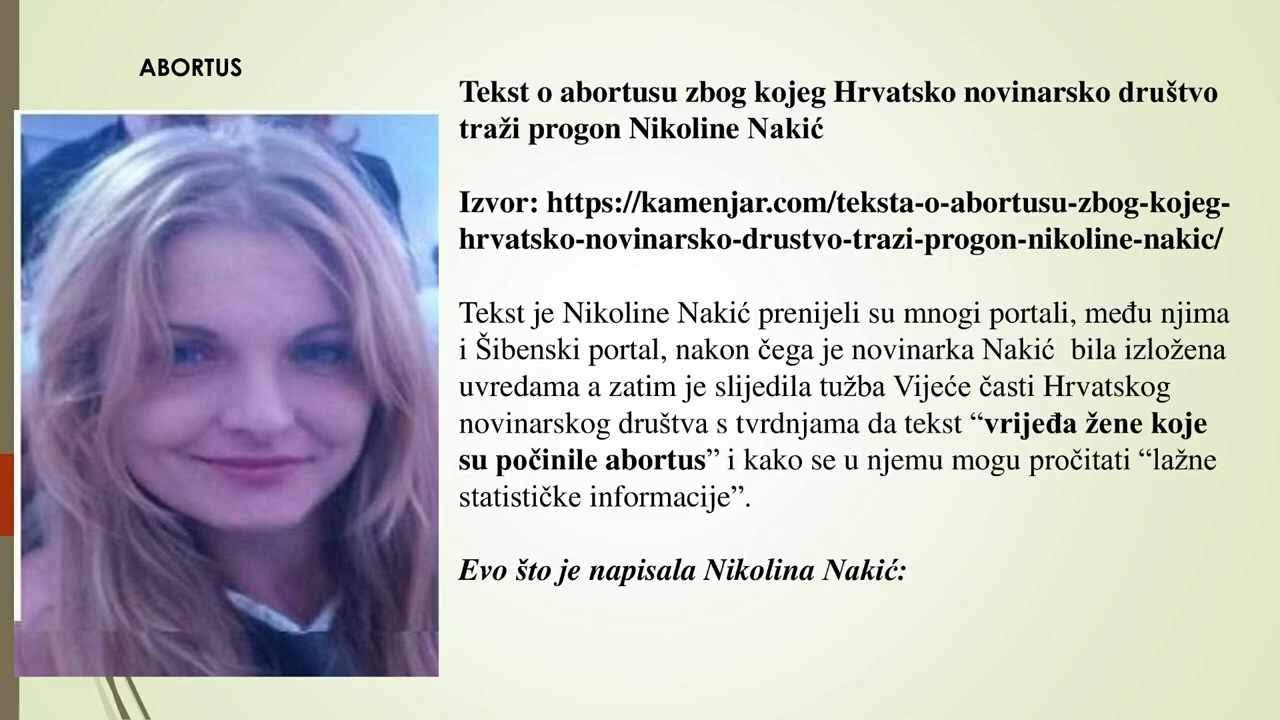 ABORTUS
Tekst o abortusu zbog kojeg Hrvatsko novinarsko društvo
traži progon Nikoline Nakić
Izvor: https://kamenjar.com/teksta-o-abortusu-zbog-kojeg-
hrvatsko-novinarsko-drustvo-trazi-progon-nikoline-nakic/
Tekst je Nikoline Nakić prenijeli su mnogi portali, među njima
i Šibenski portal, nakon čega je novinarka Nakić  bila izložena
uvredama a zatim je slijedila tužba Vijeće časti Hrvatskog
novinarskog društva s tvrdnjama da tekst “vrijeđa žene koje
su počinile abortus” i kako se u njemu mogu pročitati “lažne
statističke informacije”.
Evo što je napisala Nikolina Nakić: